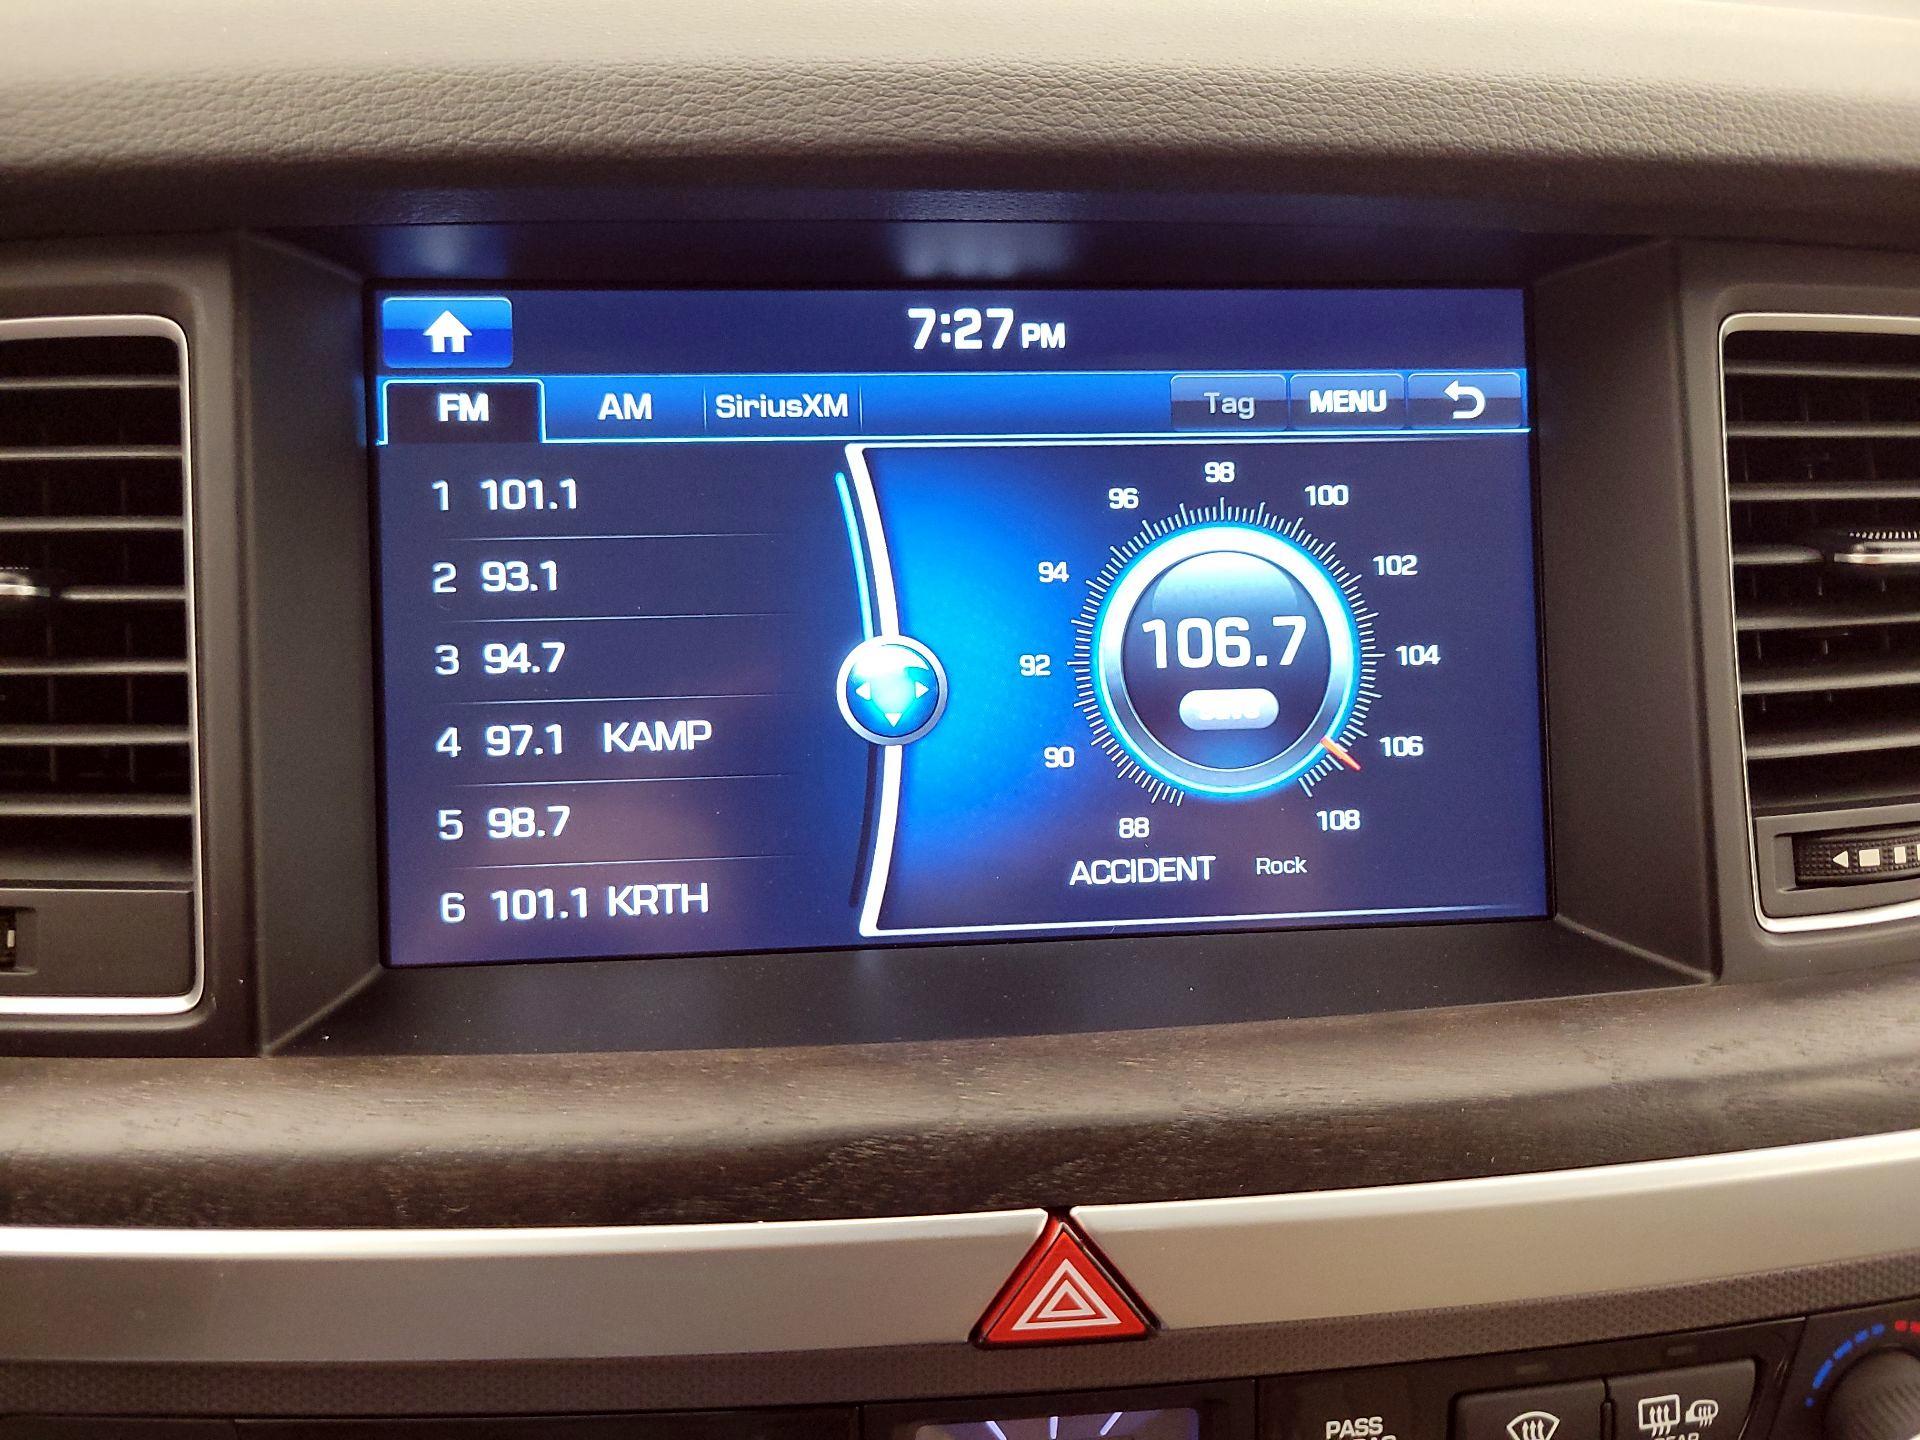 7:27 PM
FM AM SiriusXM Tag MENU
1 101.1
2 93.1
3 94.7
4 97.1 KAMP
5 98.7
6 101.1 KRTH
98
96 100
94 102
106.7
92 104
90 106
88 108
ACCIDENT Rock
PASS
REAR